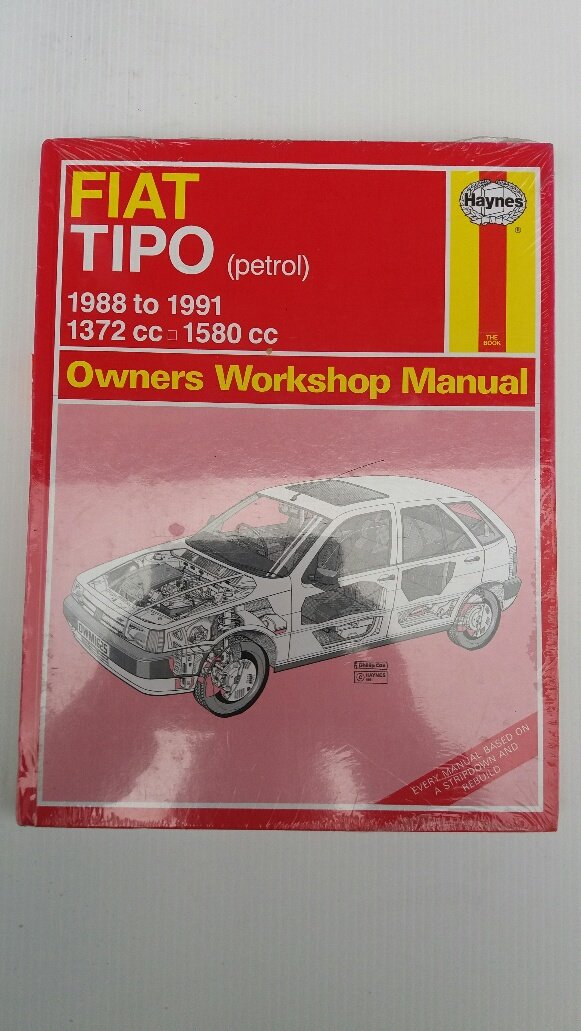 FIAT
TIPO (petrol)
1988 to 1991
1372 cc □ 1580 cc
Haynes
®
THE
BOOK
Owners Workshop Manual
HAYNES
EVERY MANUAL BASED ON
A STRIPDOWN AND
REBUILD